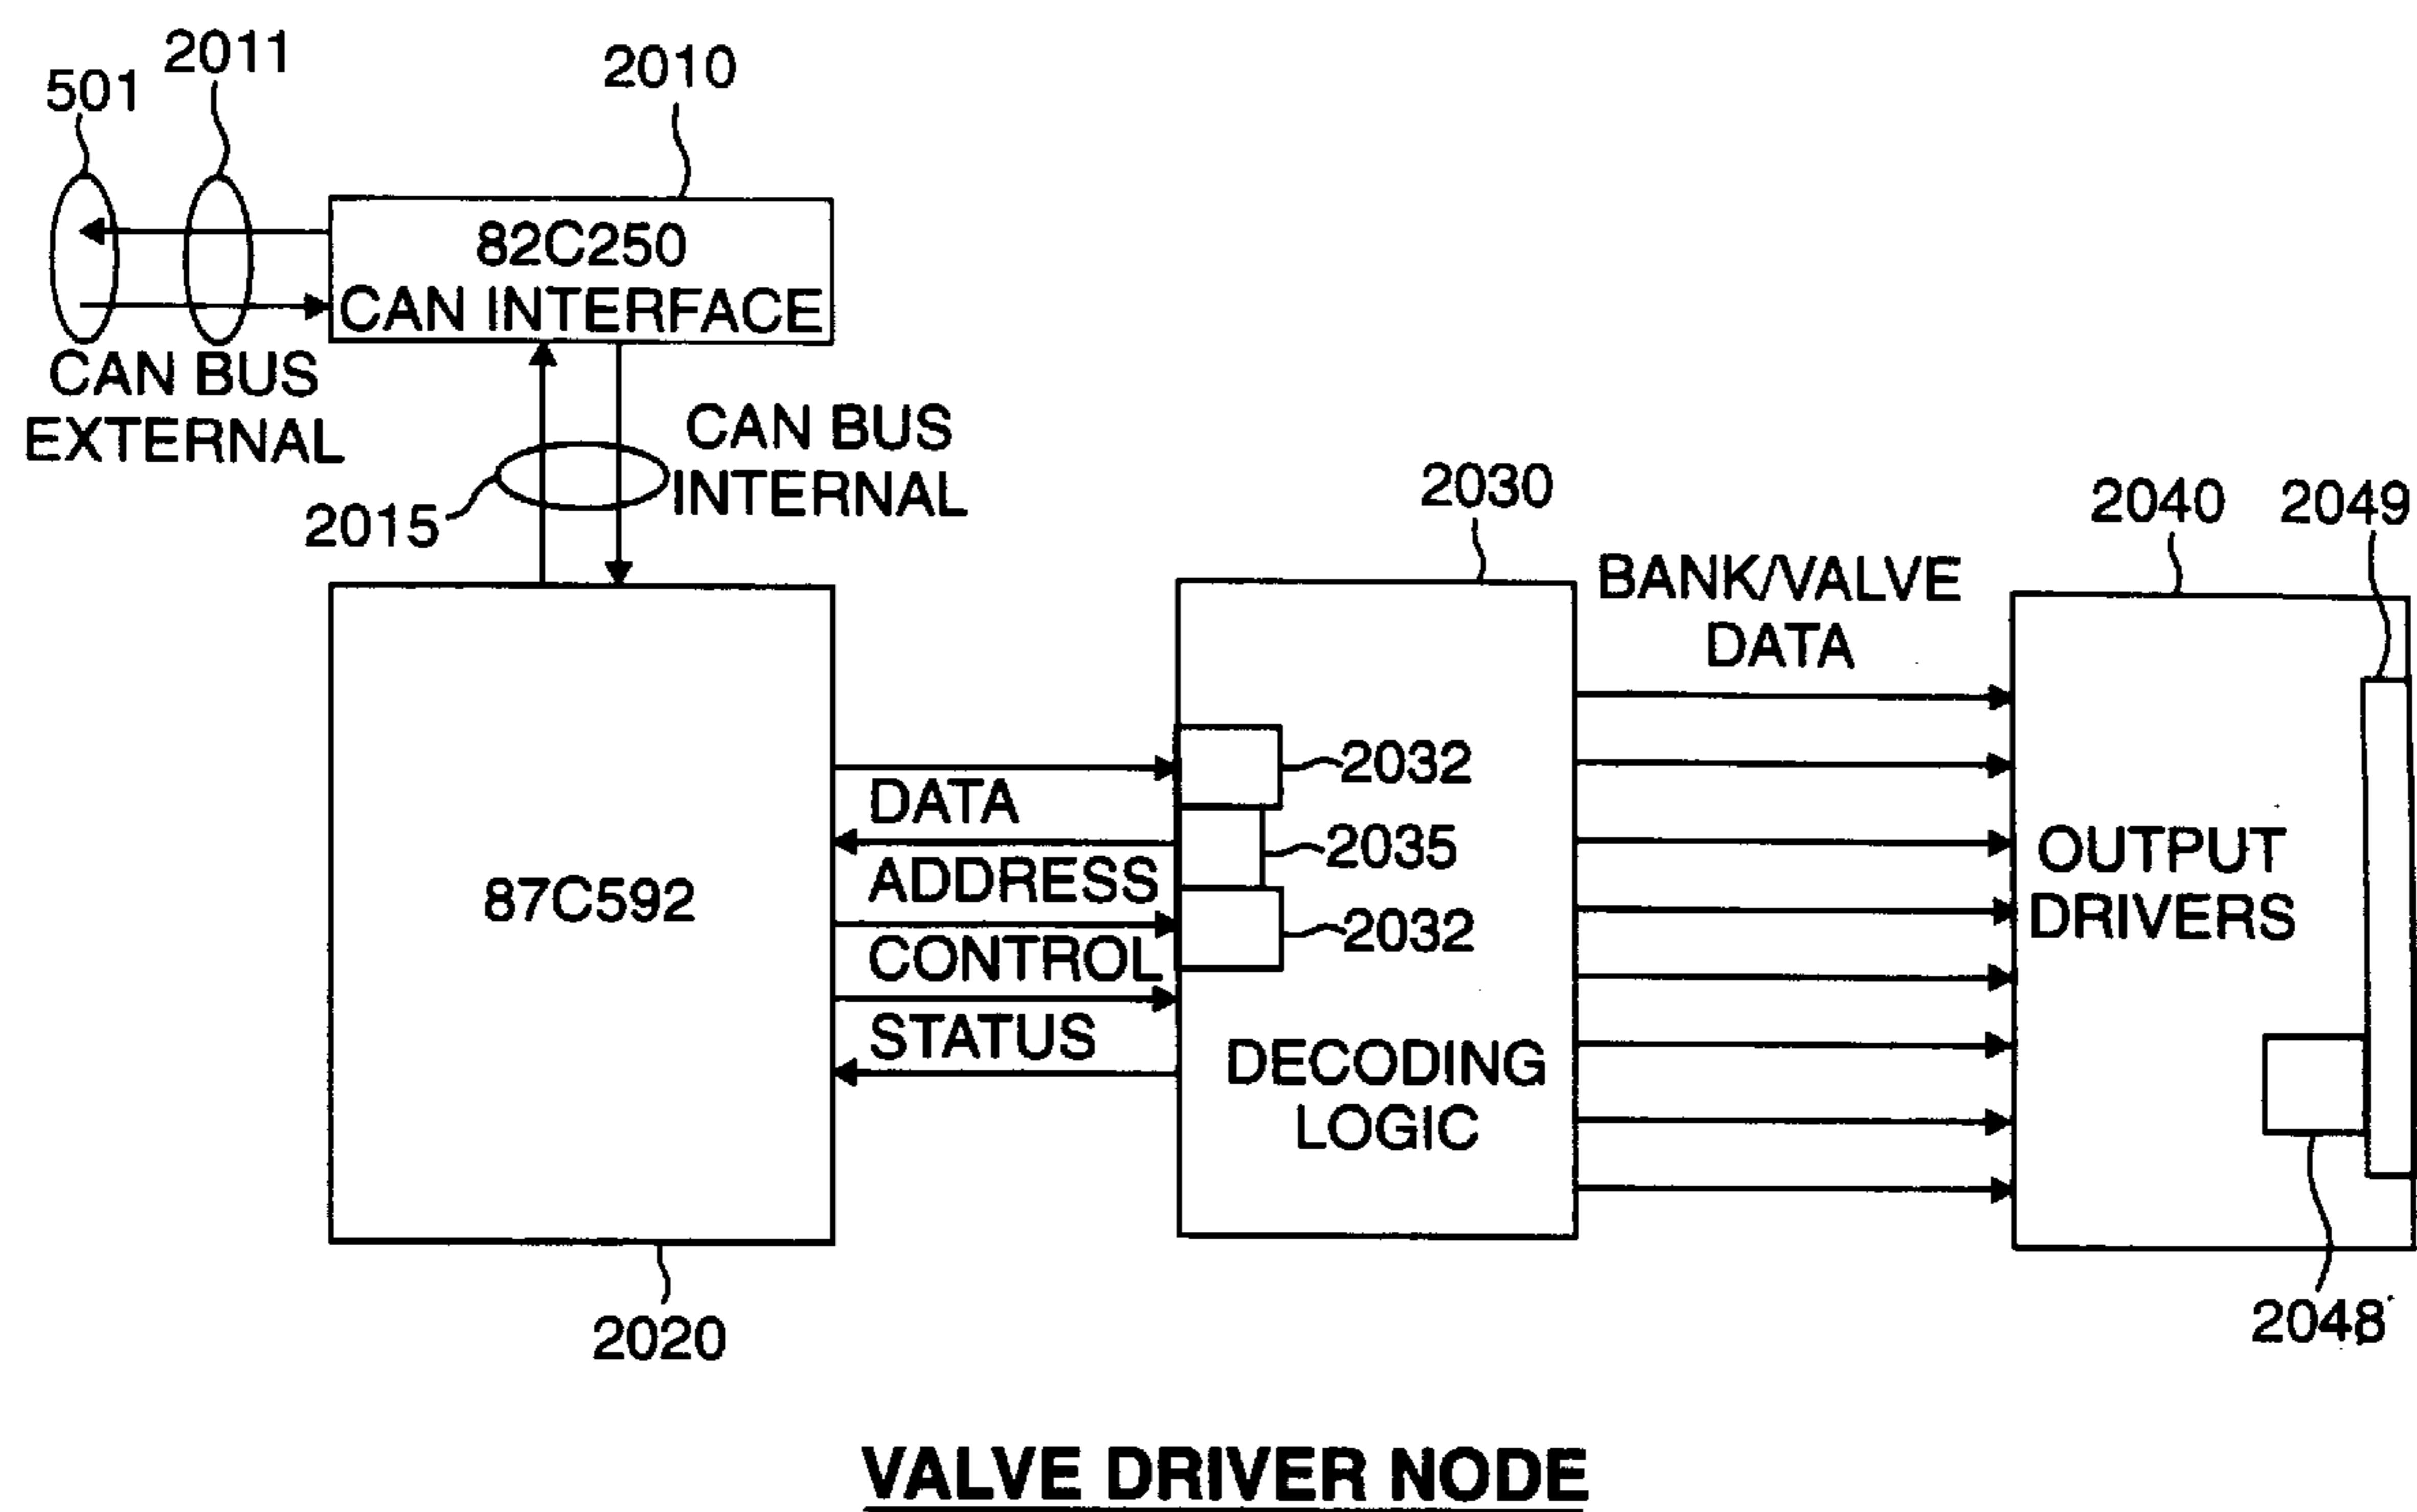 501
2011
2010
82C250
CAN INTERFACE
CAN BUS
EXTERNAL
CAN BUS
INTERNAL
2015
87C592
2020
DATA
ADDRESS
CONTROL
STATUS
2030
2032
2035
2032
DECODING
LOGIC
BANK/VALVE
DATA
2040
2049
OUTPUT
DRIVERS
2048
VALVE DRIVER NODE